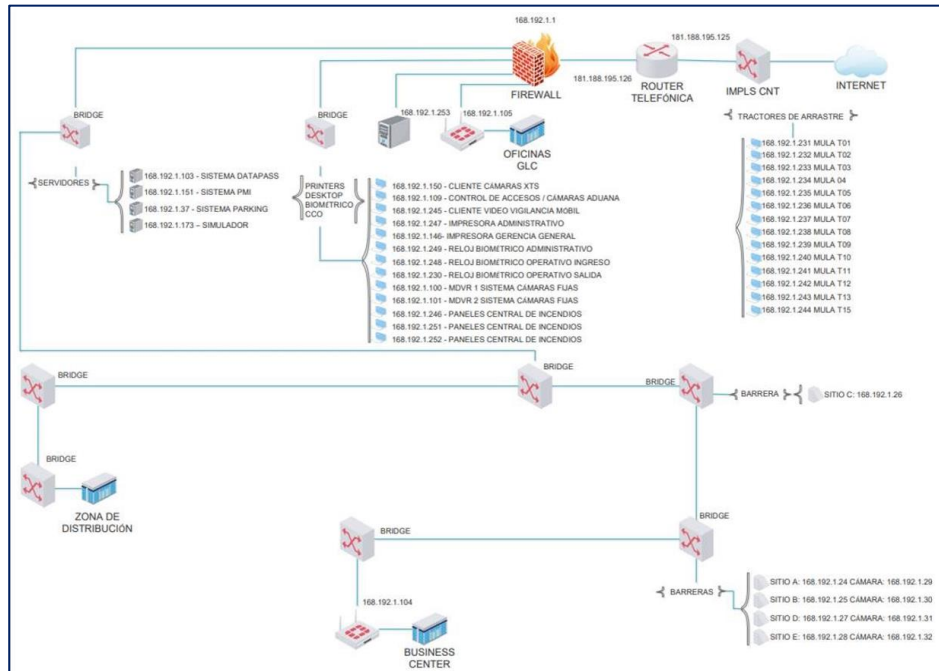 168.192.1.1
181.188.195.125
181.188.195.126
FIREWALL
ROUTER
TELEFÓNICA
IMPLS CNT
INTERNET
BRIDGE
BRIDGE
168.192.1.253
168.192.1.105
OFICINAS
GLC
SERVIDORES
168.192.1.103 - SISTEMA DATAPASS
168.192.1.151 - SISTEMA PMI
168.192.1.37 - SISTEMA PARKING
168.192.1.173 – SIMULADOR
PRINTERS
DESKTOP
BIOMÉTRICO
CCO
168.192.1.150 - CLIENTE CÁMARAS XTS
168.192.1.109 - CONTROL DE ACCESOS / CÁMARAS ADUANA
168.192.1.245 - CLIENTE VIDEO VIGILANCIA MOBIL
168.192.1.247 - IMPRESORA ADMINISTRATIVO
168.192.1.146- IMPRESORA GERENCIA GENERAL
168.192.1.249 - RELOJ BIOMÉTRICO ADMINISTRATIVO
168.192.1.248 - RELOJ BIOMÉTRICO OPERATIVO INGRESO
168.192.1.230 - RELOJ BIOMÉTRICO OPERATIVO SALIDA
168.192.1.100 - MDVR 1 SISTEMA CÁMARAS FIJAS
168.192.1.101 - MDVR 2 SISTEMA CÁMARAS FIJAS
168.192.1.246 - PANELES CENTRAL DE INCENDIOS
168.192.1.251 - PANELES CENTRAL DE INCENDIOS
168.192.1.252 - PANELES CENTRAL DE INCENDIOS
TRACTORES DE ARRASTRE
168.192.1.231 MULA T01
168.192.1.232 MULA T02
168.192.1.233 MULA T03
168.192.1.234 MULA 04
168.192.1.235 MULA T05
168.192.1.236 MULA T06
168.192.1.237 MULA T07
168.192.1.238 MULA T08
168.192.1.239 MULA T09
168.192.1.240 MULA T10
168.192.1.241 MULA T11
168.192.1.242 MULA T12
168.192.1.243 MULA T13
168.192.1.244 MULA T15
BRIDGE
BRIDGE
BRIDGE
BARRERA
SITIO C: 168.192.1.26
BRIDGE
ZONA DE
DISTRIBUCIÓN
BRIDGE
BRIDGE
168.192.1.104
BUSINESS
CENTER
BARRERAS
SITIO A: 168.192.1.24 CÁMARA: 168.192.1.29
SITIO B: 168.192.1.25 CÁMARA: 168.192.1.30
SITIO D: 168.192.1.27 CÁMARA: 168.192.1.31
SITIO E: 168.192.1.28 CÁMARA: 168.192.1.32